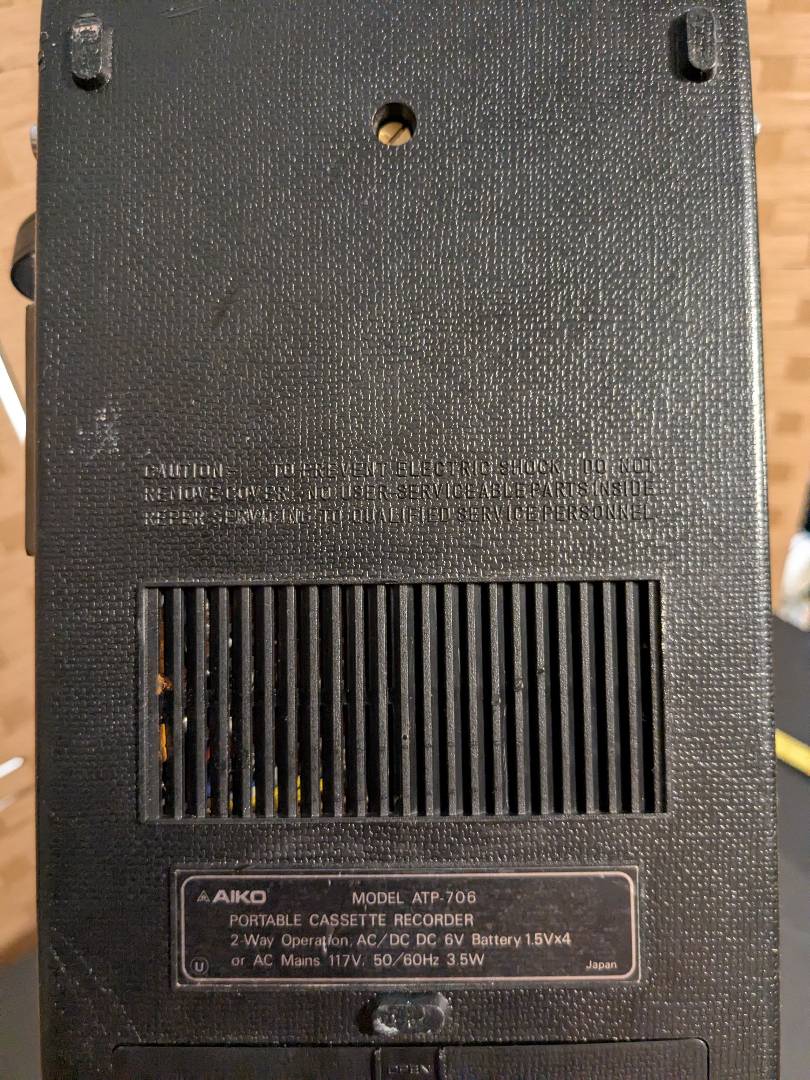 CAUTION- TO PREVENT ELECTRIC SHOCK DO NOT
REMOVE COVER. NO USER-SERVICEABLE PARTS INSIDE
REFER SERVICING TO QUALIFIED SERVICE PERSONNEL
AIKO MODEL ATP-706
PORTABLE CASSETTE RECORDER
2-Way Operation, AC/DC DC 6V Battery 1.5Vx4
or AC Mains 117V. 50/60Hz 3.5W
U Japan
OPEN